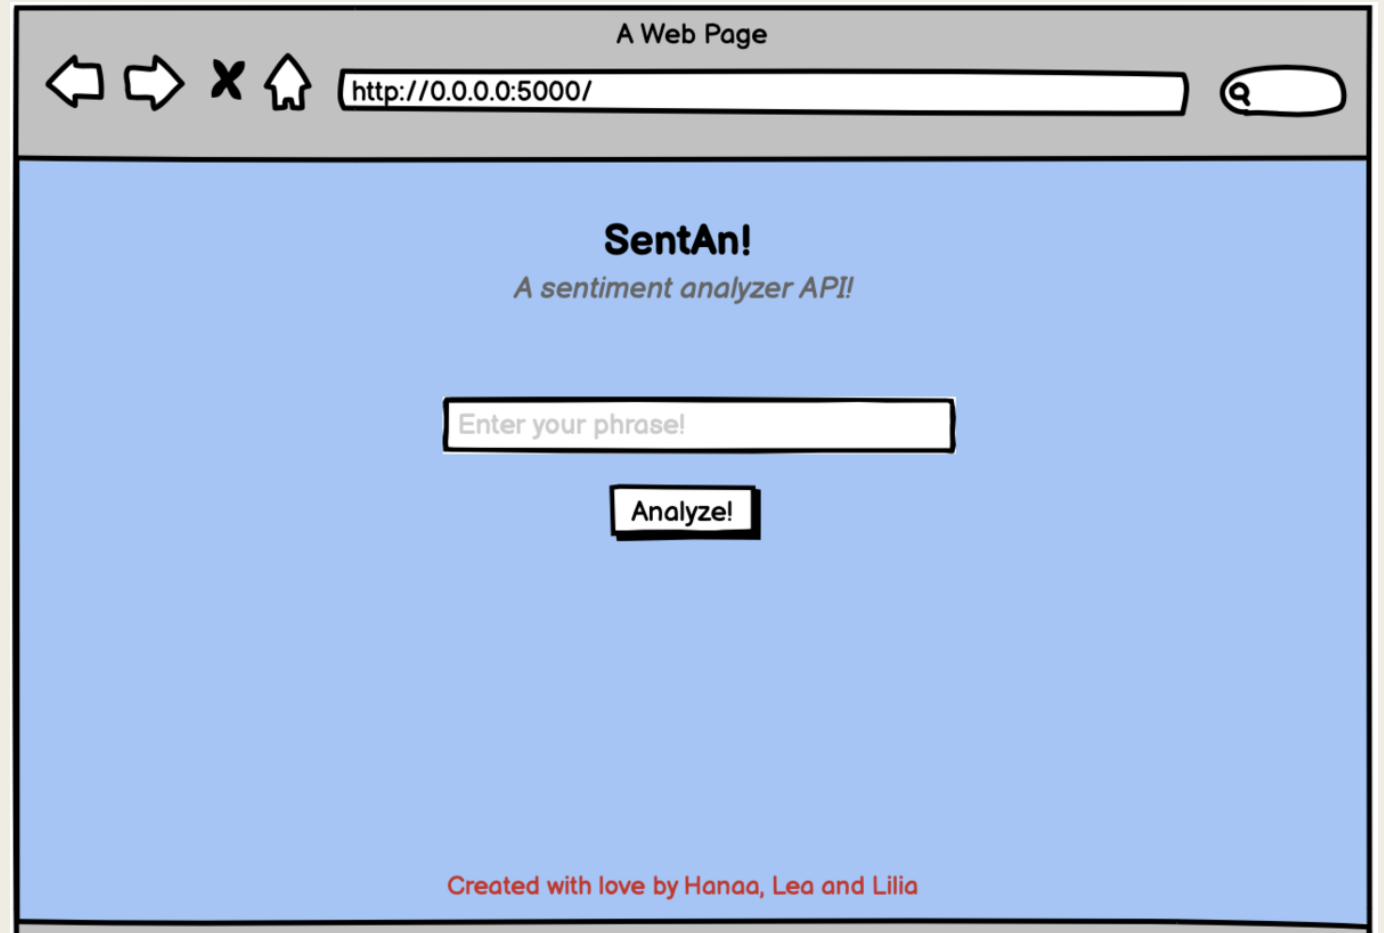 A Web Page
http://0.0.0.0:5000/
SentAn!
A sentiment analyzer API!
Enter your phrase!
Analyze!
Created with love by Hanaa, Lea and Lilia